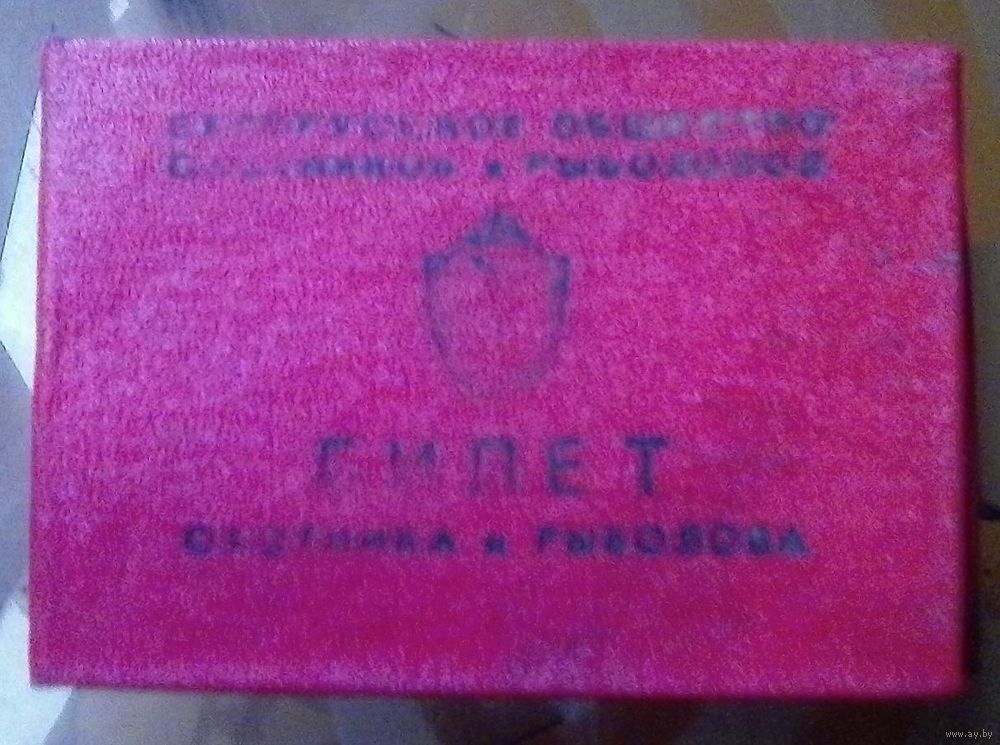 БЕЛОРУССКОЕ ОБЩЕСТВО
ОХОТНИКОВ и РЫБОЛОВОВ
БИЛЕТ
ОХОТНИКА и РЫБОЛОВА
www.ay.by